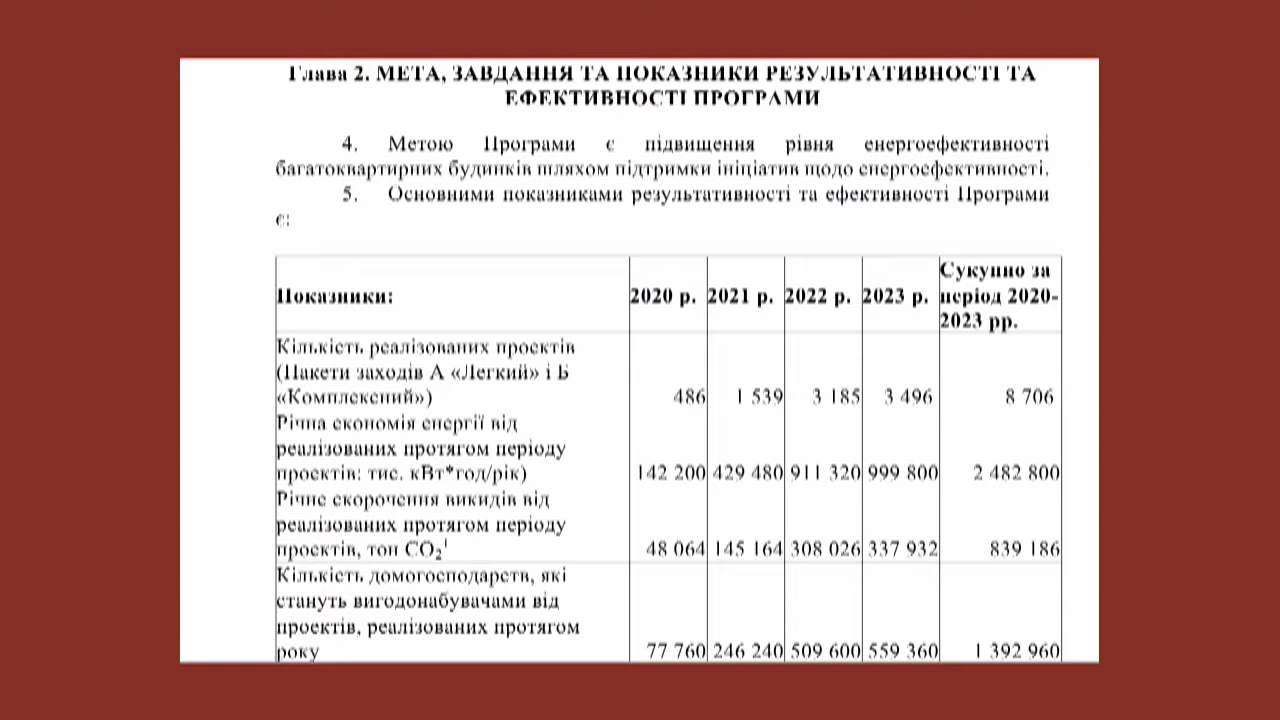 Глава 2. МЕТА, ЗАВДАННЯ ТА ПОКАЗНИКИ РЕЗУЛЬТАТИВНОСТІ ТА
ЕФЕКТИВНОСТІ ПРОГРАМИ
4. Метою Програми є підвищення рівня енергоефективності
багатоквартирних будинків шляхом підтримки ініціатив щодо енергоефективності.
5. Основними показниками результативності та ефективності Програми
є:
Показники: 2020 р. 2021 р. 2022 р. 2023 р. Сукупно за
період 2020-
2023 рр.
Кількість реалізованих проектів
(Пакети заходів А «Легкий» і Б
«Комплексний») 486 1 539 3 185 3 496 8 706
Річна економія енергії від
реалізованих протягом періоду
проектів: тис. кВт*год/рік) 142 200 429 480 911 320 999 800 2 482 800
Річне скорочення викидів від
реалізованих протягом періоду
проектів, тон CO₂¹ 48 064 145 164 308 026 337 932 839 186
Кількість домогосподарств, які
стануть вигодонабувачами від
проектів, реалізованих протягом
року 77 760 246 240 509 600 559 360 1 392 960